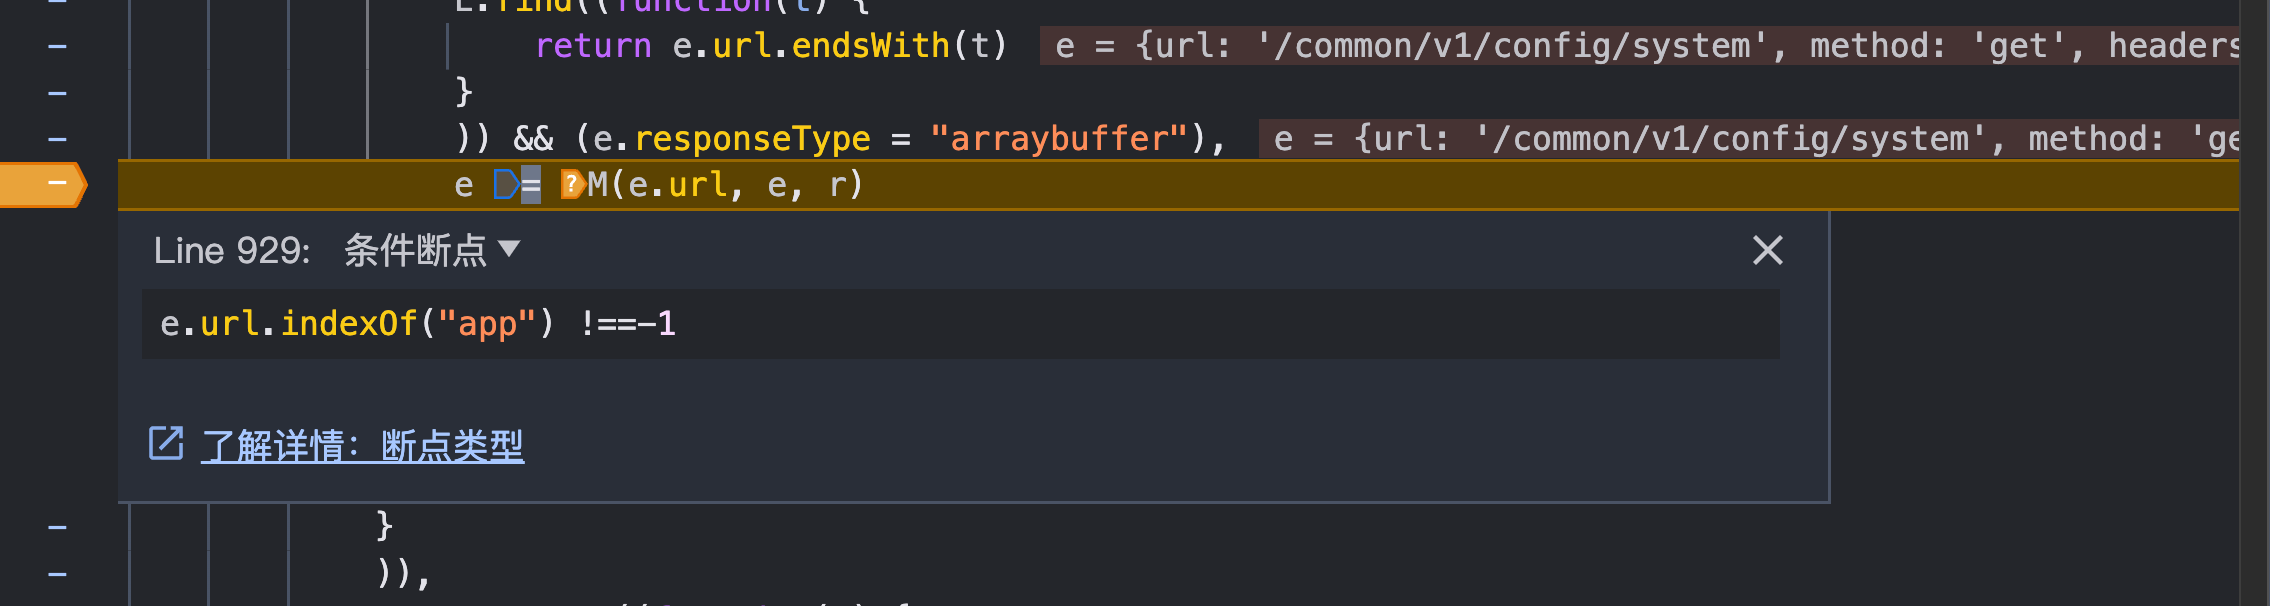 E.find((function(t) {
return e.url.endsWith(t) e = {url: '/common/v1/config/system', method: 'get', headers
}
)) && (e.responseType = "arraybuffer"), e = {url: '/common/v1/config/system', method: 'ge
e = ?M(e.url, e, r)
Line 929: 条件断点
e.url.indexOf("app") !==-1
了解详情：断点类型
}
)),